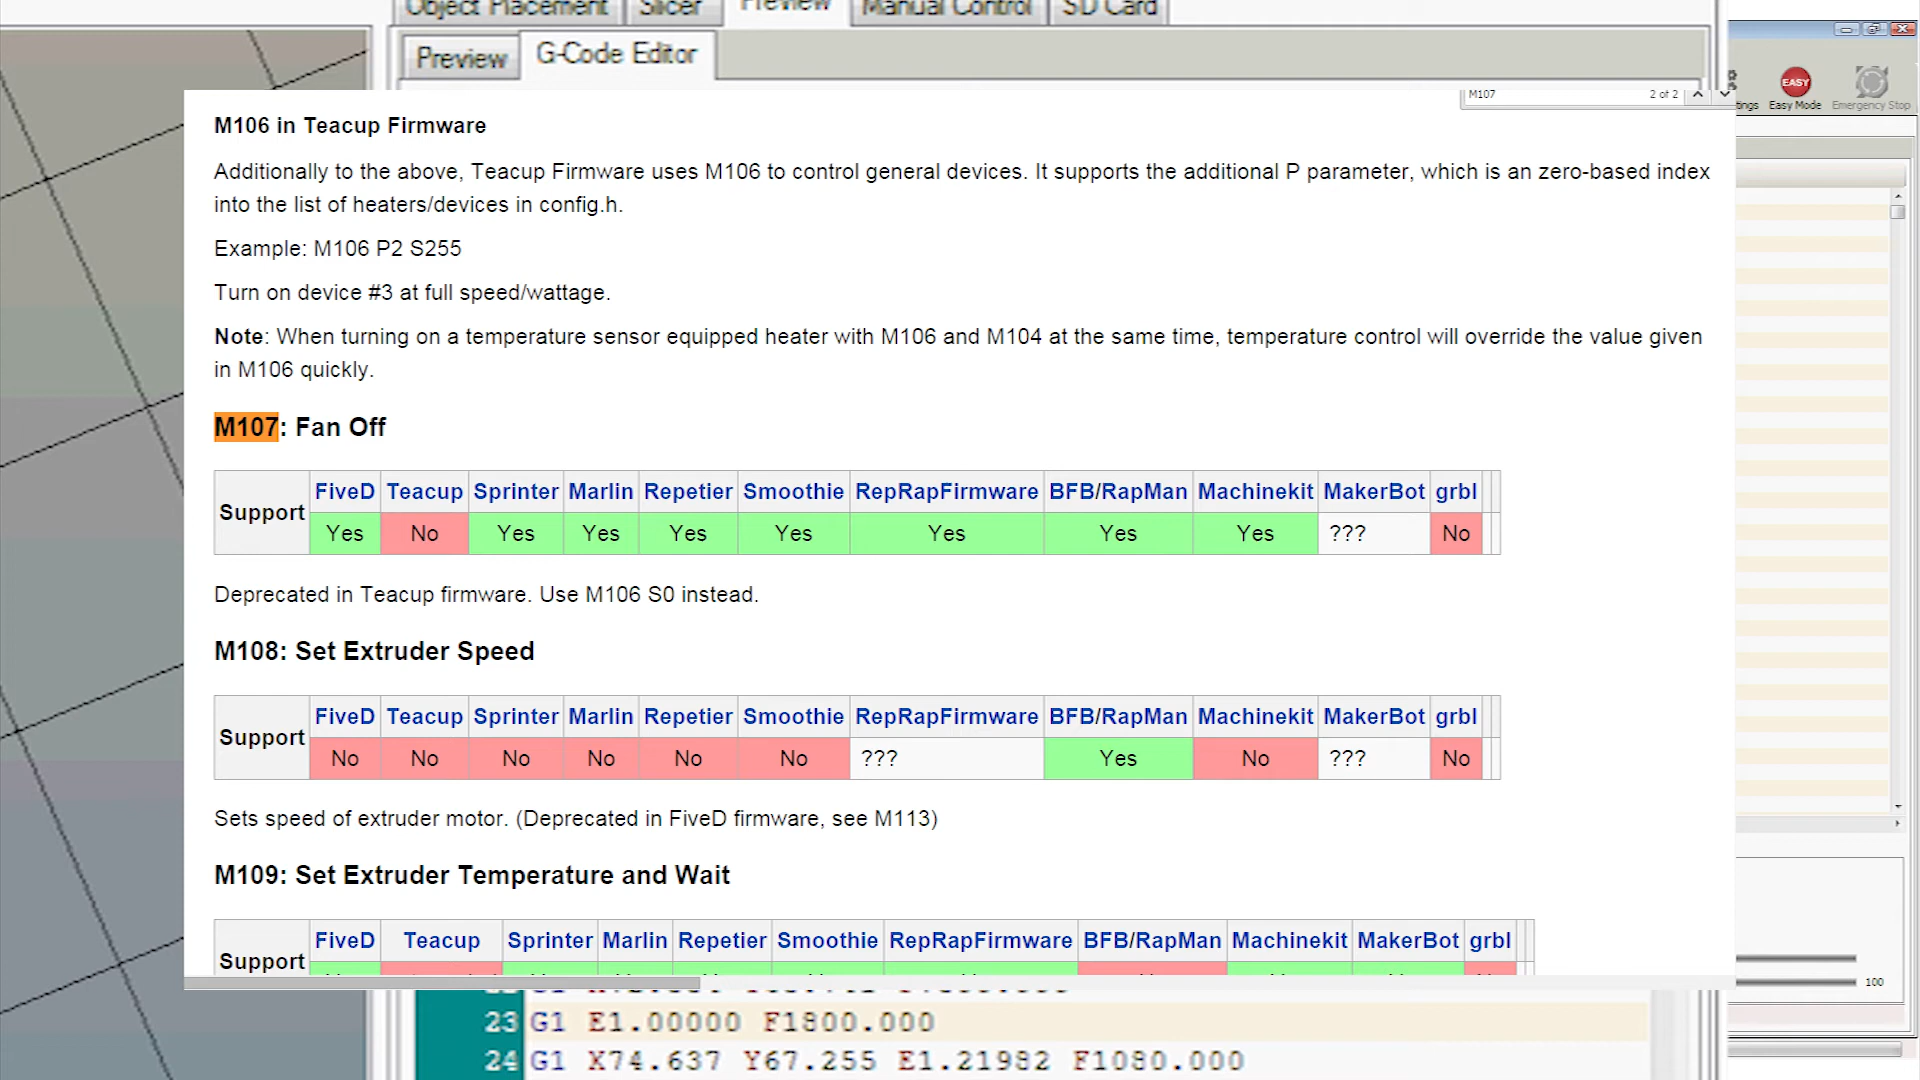 Object Placement Slicer Preview Manual Control SD Card
Preview G-Code Editor
EASY
Easy Mode Emergency Stop
M107 2 of 2
M106 in Teacup Firmware
Additionally to the above, Teacup Firmware uses M106 to control general devices. It supports the additional P parameter, which is an zero-based index
into the list of heaters/devices in config.h.
Example: M106 P2 S255
Turn on device #3 at full speed/wattage.
Note: When turning on a temperature sensor equipped heater with M106 and M104 at the same time, temperature control will override the value given
in M106 quickly.
M107: Fan Off
Support FiveD Teacup Sprinter Marlin Repetier Smoothie RepRapFirmware BFB/RapMan Machinekit MakerBot grbl
Yes No Yes Yes Yes Yes Yes Yes Yes ??? No
Deprecated in Teacup firmware. Use M106 S0 instead.
M108: Set Extruder Speed
Support FiveD Teacup Sprinter Marlin Repetier Smoothie RepRapFirmware BFB/RapMan Machinekit MakerBot grbl
No No No No No No ??? Yes No ??? No
Sets speed of extruder motor. (Deprecated in FiveD firmware, see M113)
M109: Set Extruder Temperature and Wait
Support FiveD Teacup Sprinter Marlin Repetier Smoothie RepRapFirmware BFB/RapMan Machinekit MakerBot grbl
100
23 G1 E1.00000 F1800.000
24 G1 X74.637 Y67.255 E1.21982 F1080.000